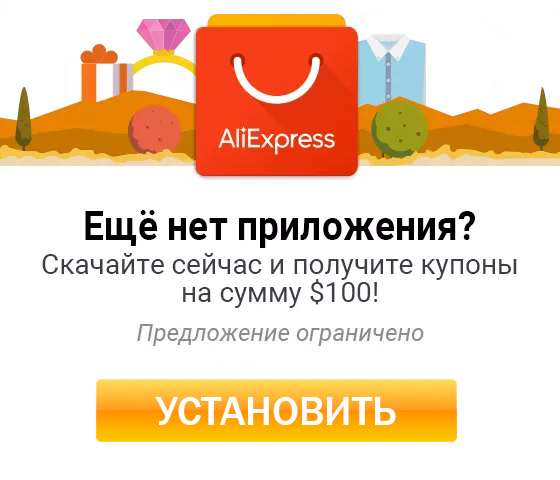 AliExpress
Ещё нет приложения?
Скачайте сейчас и получите купоны
на сумму $100!
Предложение ограничено
УСТАНОВИТЬ